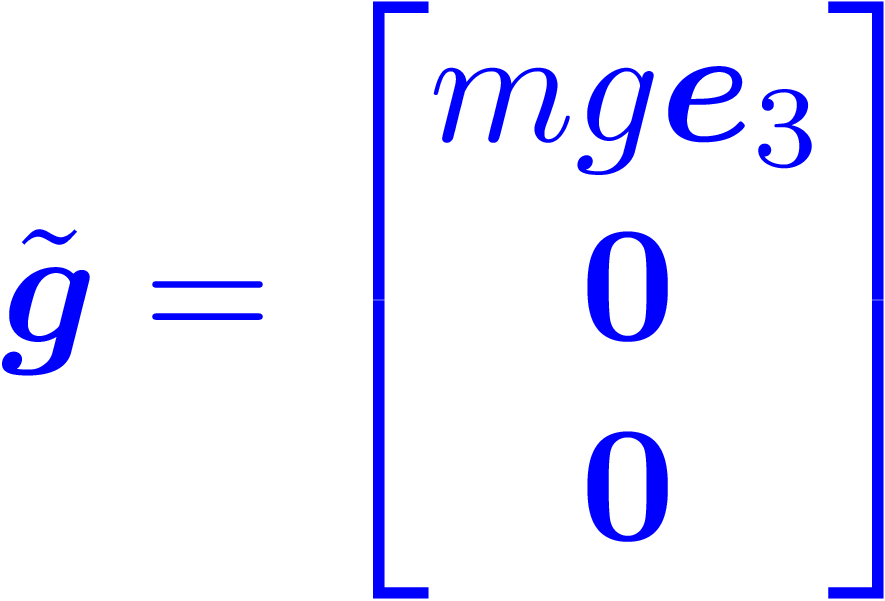 g̃ = [ mge₃
0
0 ]